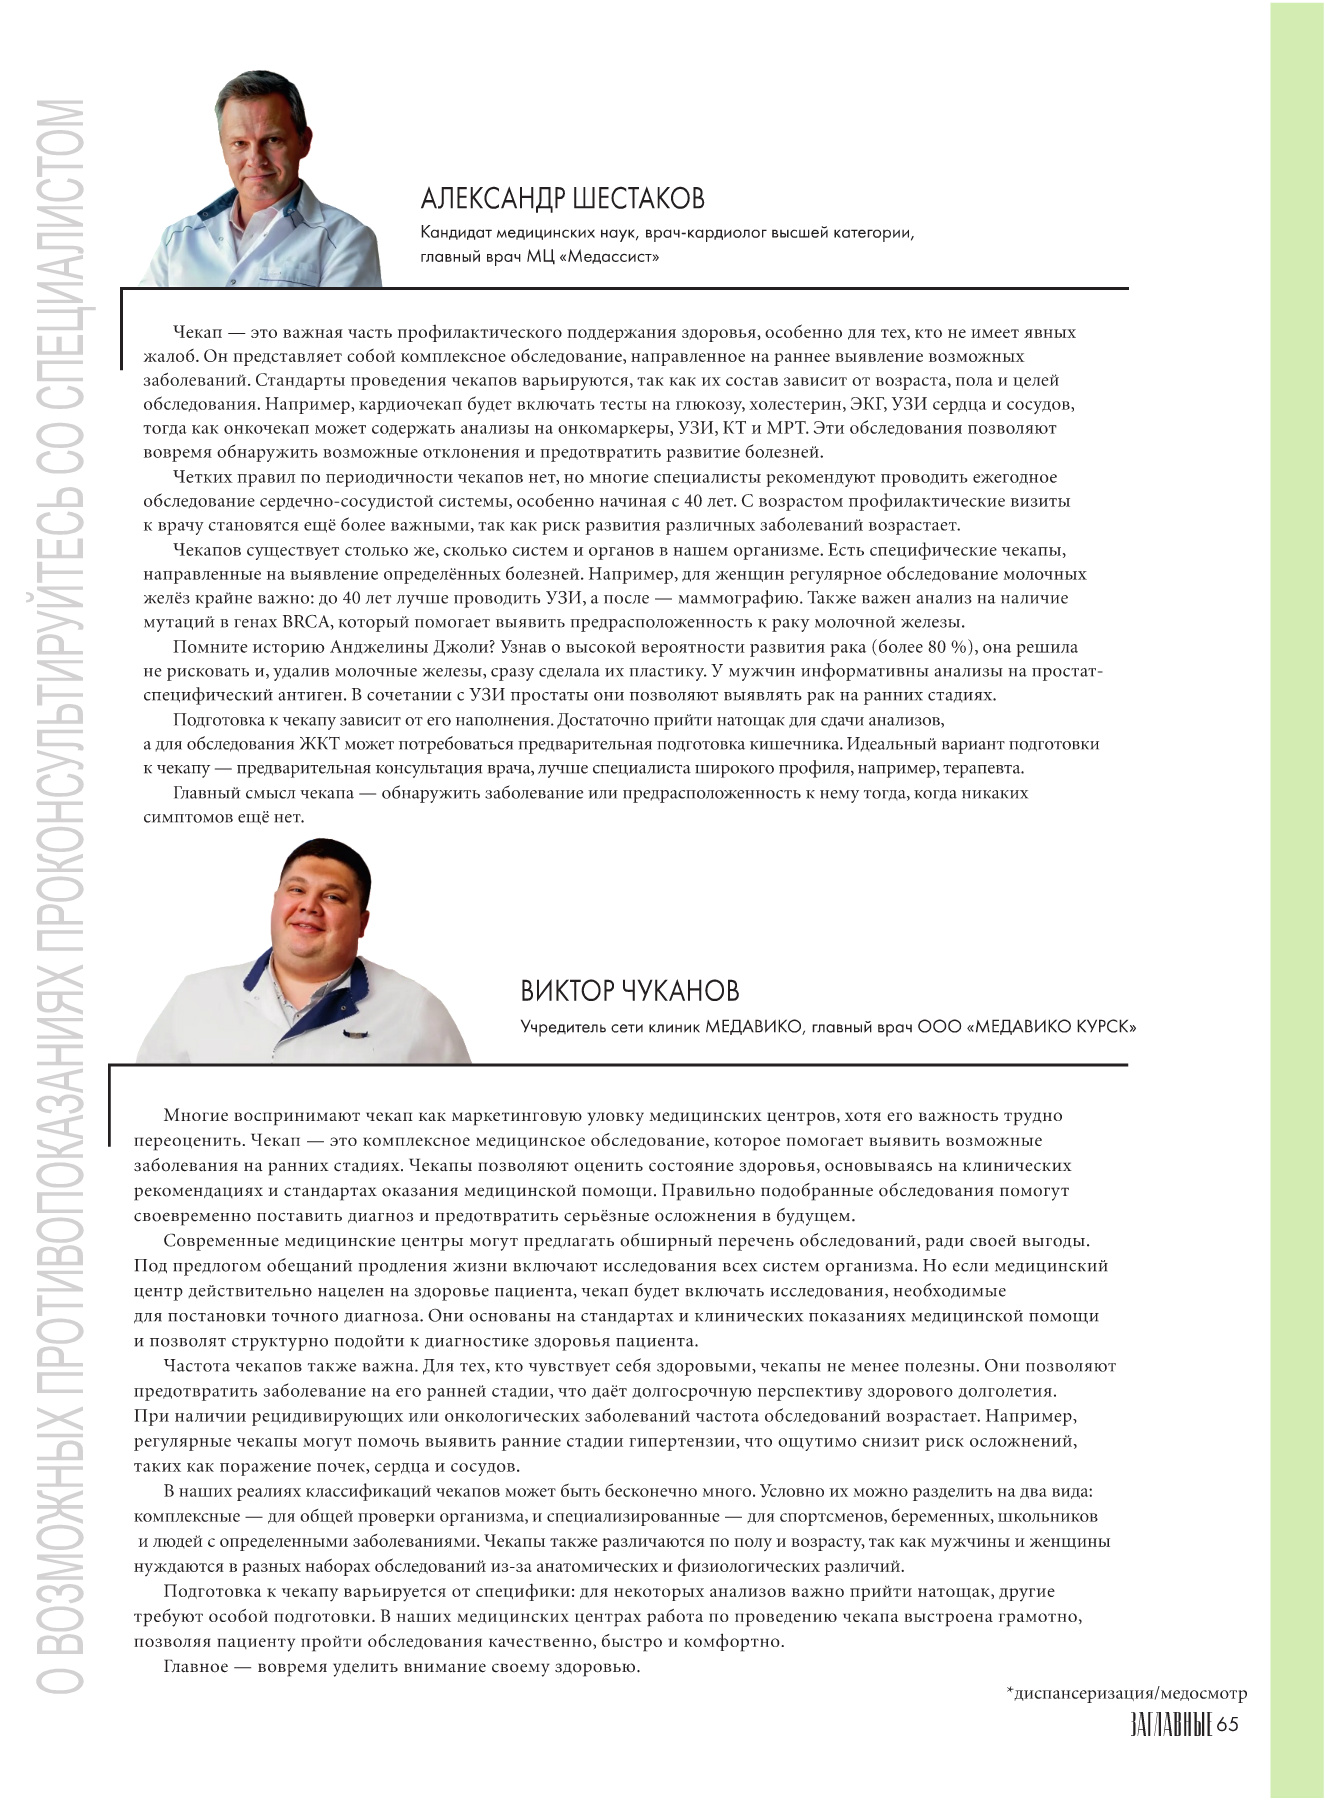 О ВОЗМОЖНЫХ ПРОТИВОПОКАЗАНИЯХ ПРОКОНСУЛЬТИРУЙТЕСЬ СО СПЕЦИАЛИСТОМ
АЛЕКСАНДР ШЕСТАКОВ
Кандидат медицинских наук, врач-кардиолог высшей категории,
главный врач МЦ «Медассист»
Чекап — это важная часть профилактического поддержания здоровья, особенно для тех, кто не имеет явных
жалоб. Он представляет собой комплексное обследование, направленное на раннее выявление возможных
заболеваний. Стандарты проведения чекапов варьируются, так как их состав зависит от возраста, пола и целей
обследования. Например, кардиочекап будет включать тесты на глюкозу, холестерин, ЭКГ, УЗИ сердца и сосудов,
тогда как онкочекап может содержать анализы на онкомаркеры, УЗИ, КТ и МРТ. Эти обследования позволяют
вовремя обнаружить возможные отклонения и предотвратить развитие болезней.
Четких правил по периодичности чекапов нет, но многие специалисты рекомендуют проводить ежегодное
обследование сердечно-сосудистой системы, особенно начиная с 40 лет. С возрастом профилактические визиты
к врачу становятся ещё более важными, так как риск развития различных заболеваний возрастает.
Чекапов существует столько же, сколько систем и органов в нашем организме. Есть специфические чекапы,
направленные на выявление определённых болезней. Например, для женщин регулярное обследование молочных
желёз крайне важно: до 40 лет лучше проводить УЗИ, а после — маммографию. Также важен анализ на наличие
мутаций в генах BRCA, который помогает выявить предрасположенность к раку молочной железы.
Помните историю Анджелины Джоли? Узнав о высокой вероятности развития рака (более 80 %), она решила
не рисковать и, удалив молочные железы, сразу сделала их пластику. У мужчин информативны анализы на простат-
специфический антиген. В сочетании с УЗИ простаты они позволяют выявлять рак на ранних стадиях.
Подготовка к чекапу зависит от его наполнения. Достаточно прийти натощак для сдачи анализов,
а для обследования ЖКТ может потребоваться предварительная подготовка кишечника. Идеальный вариант подготовки
к чекапу — предварительная консультация врача, лучше специалиста широкого профиля, например, терапевта.
Главный смысл чекапа — обнаружить заболевание или предрасположенность к нему тогда, когда никаких
симптомов ещё нет.
ВИКТОР ЧУКАНОВ
Учредитель сети клиник МЕДАВИКО, главный врач ООО «МЕДАВИКО КУРСК»
Многие воспринимают чекап как маркетинговую уловку медицинских центров, хотя его важность трудно
переоценить. Чекап — это комплексное медицинское обследование, которое помогает выявить возможные
заболевания на ранних стадиях. Чекапы позволяют оценить состояние здоровья, основываясь на клинических
рекомендациях и стандартах оказания медицинской помощи. Правильно подобранные обследования помогут
своевременно поставить диагноз и предотвратить серьёзные осложнения в будущем.
Современные медицинские центры могут предлагать обширный перечень обследований, ради своей выгоды.
Под предлогом обещаний продления жизни включают исследования всех систем организма. Но если медицинский
центр действительно нацелен на здоровье пациента, чекап будет включать исследования, необходимые
для постановки точного диагноза. Они основаны на стандартах и клинических показаниях медицинской помощи
и позволят структурно подойти к диагностике здоровья пациента.
Частота чекапов также важна. Для тех, кто чувствует себя здоровыми, чекапы не менее полезны. Они позволяют
предотвратить заболевание на его ранней стадии, что даёт долгосрочную перспективу здорового долголетия.
При наличии рецидивирующих или онкологических заболеваний частота обследований возрастает. Например,
регулярные чекапы могут помочь выявить ранние стадии гипертензии, что ощутимо снизит риск осложнений,
таких как поражение почек, сердца и сосудов.
В наших реалиях классификаций чекапов может быть бесконечно много. Условно их можно разделить на два вида:
комплексные — для общей проверки организма, и специализированные — для спортсменов, беременных, школьников
и людей с определенными заболеваниями. Чекапы также различаются по полу и возрасту, так как мужчины и женщины
нуждаются в разных наборах обследований из-за анатомических и физиологических различий.
Подготовка к чекапу варьируется от специфики: для некоторых анализов важно прийти натощак, другие
требуют особой подготовки. В наших медицинских центрах работа по проведению чекапа выстроена грамотно,
позволяя пациенту пройти обследования качественно, быстро и комфортно.
Главное — вовремя уделить внимание своему здоровью.
*диспансеризация/медосмотр
ЗАГЛАВНЫЕ 65